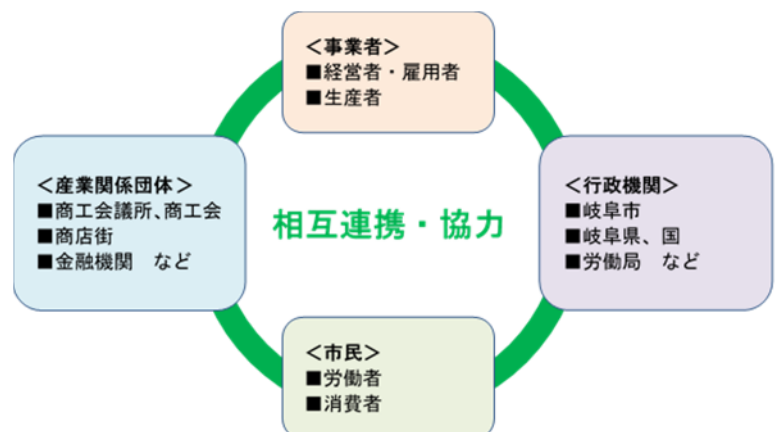 ＜事業者＞
■経営者・雇用者
■生産者
＜産業関係団体＞
■商工会議所、商工会
■商店街
■金融機関　など
相互連携・協力
＜行政機関＞
■岐阜市
■岐阜県、国
■労働局　など
＜市民＞
■労働者
■消費者